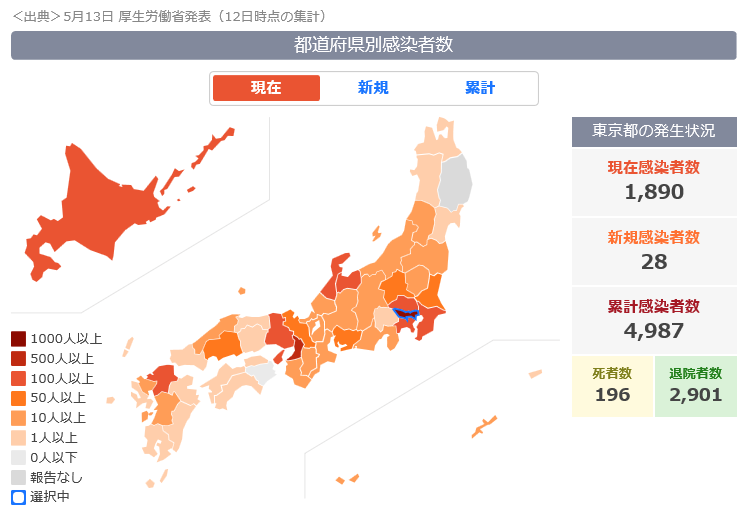 ＜出典＞5月13日 厚生労働省発表（12日時点の集計）
都道府県別感染者数
現在
新規
累計
東京都の発生状況
現在感染者数
1,890
新規感染者数
28
累計感染者数
4,987
死者数
196
退院者数
2,901
1000人以上
500人以上
100人以上
50人以上
10人以上
1人以上
0人以下
報告なし
選択中